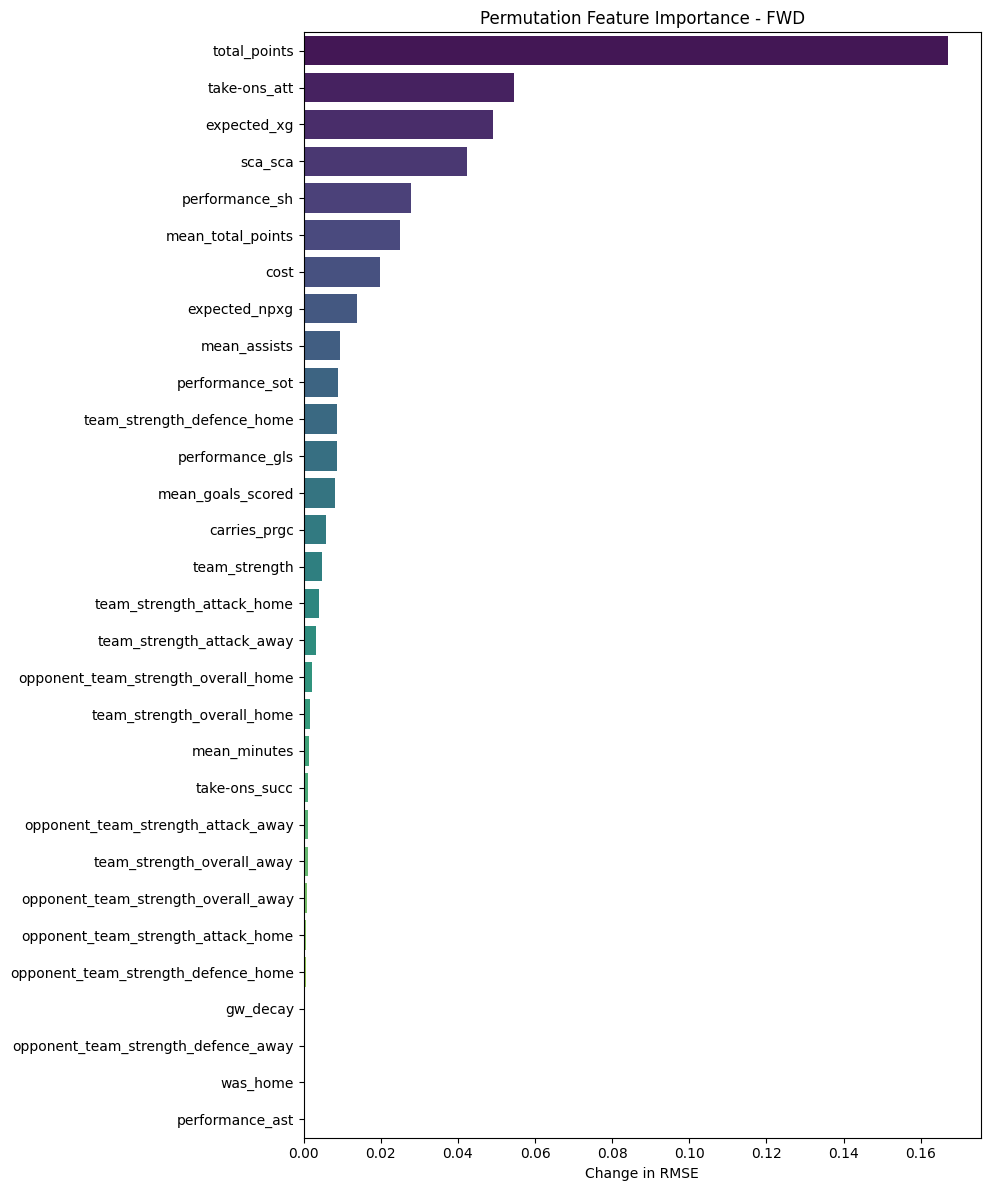 Permutation Feature Importance - FWD
total_points
take-ons_att
expected_xg
sca_sca
performance_sh
mean_total_points
cost
expected_npxg
mean_assists
performance_sot
team_strength_defence_home
performance_gls
mean_goals_scored
carries_prgc
team_strength
team_strength_attack_home
team_strength_attack_away
opponent_team_strength_overall_home
team_strength_overall_home
mean_minutes
take-ons_succ
opponent_team_strength_attack_away
team_strength_overall_away
opponent_team_strength_overall_away
opponent_team_strength_attack_home
opponent_team_strength_defence_home
gw_decay
opponent_team_strength_defence_away
was_home
performance_ast
0.00 0.02 0.04 0.06 0.08 0.10 0.12 0.14 0.16
Change in RMSE